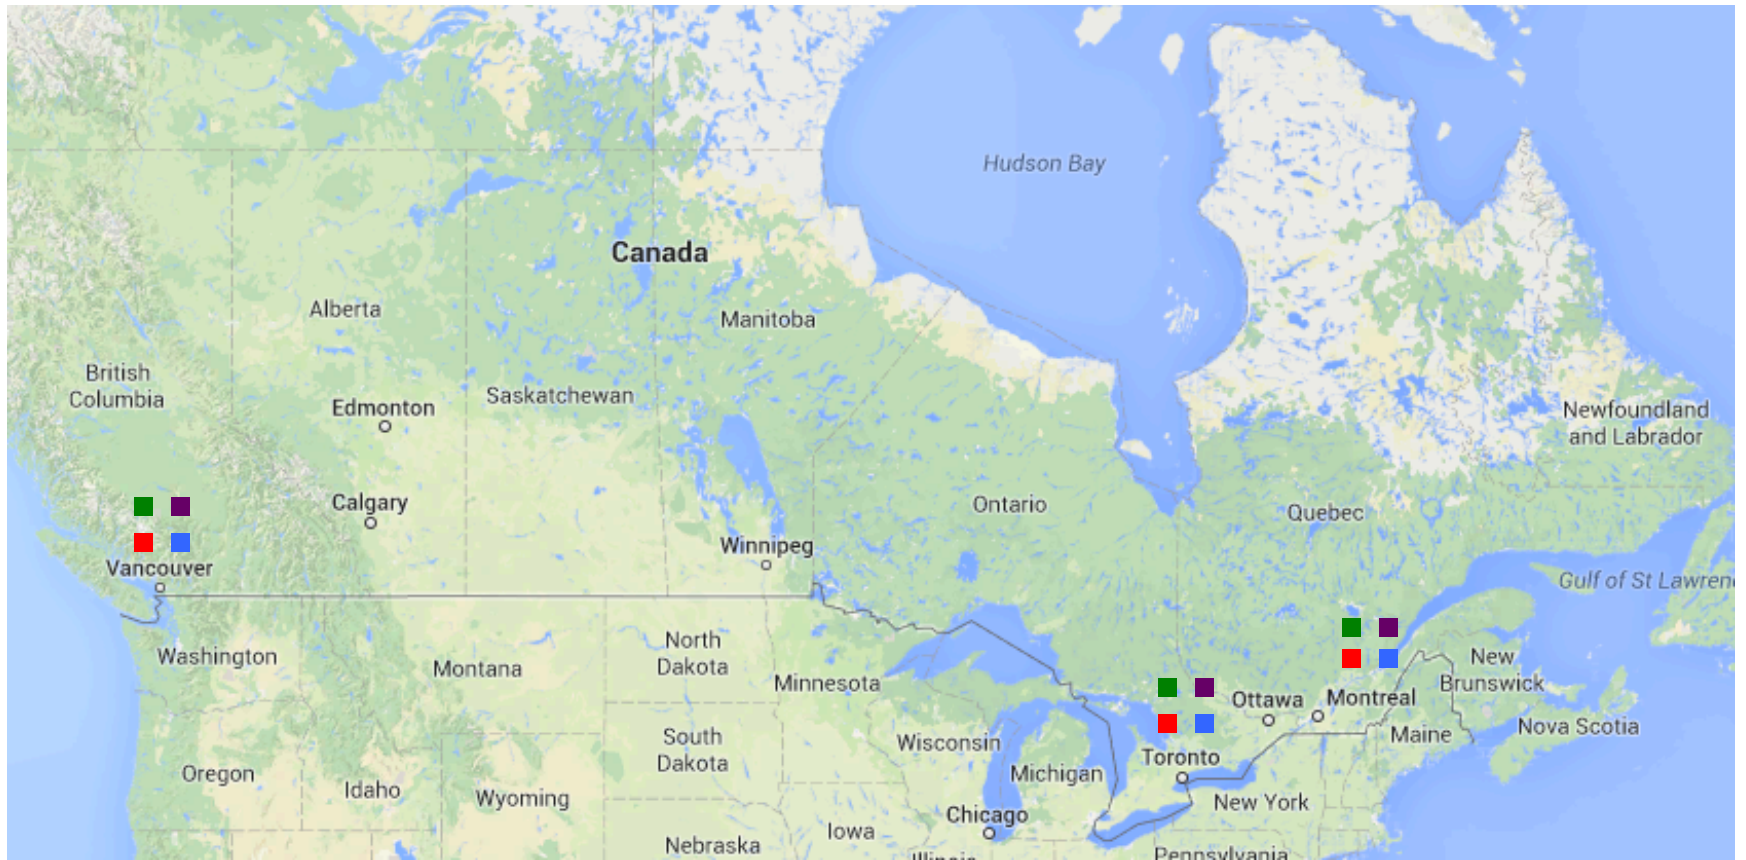 Hudson Bay
Canada
Alberta
Manitoba
British
Columbia
Edmonton
Saskatchewan
Newfoundland
and Labrador
Calgary
Ontario
Quebec
Winnipeg
Vancouver
Gulf of St Lawren
North
Dakota
Washington
Montana
Minnesota
New
Brunswick
Ottawa
Montreal
Nova Scotia
Maine
South
Dakota
Wisconsin
Toronto
Oregon
Idaho
Wyoming
Michigan
New York
Chicago
Iowa
Nebraska
Illinois
Pennsylvania